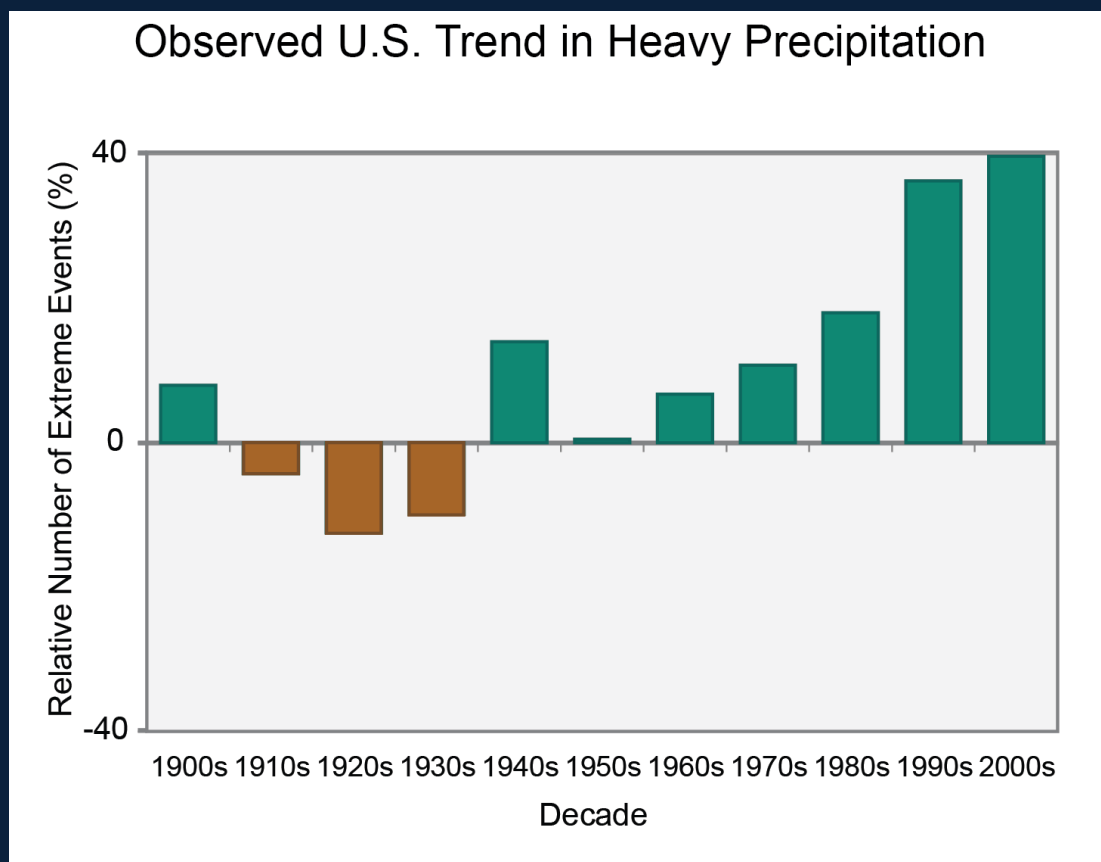 Observed U.S. Trend in Heavy Precipitation
Relative Number of Extreme Events (%)
40
0
-40
1900s 1910s 1920s 1930s 1940s 1950s 1960s 1970s 1980s 1990s 2000s
Decade